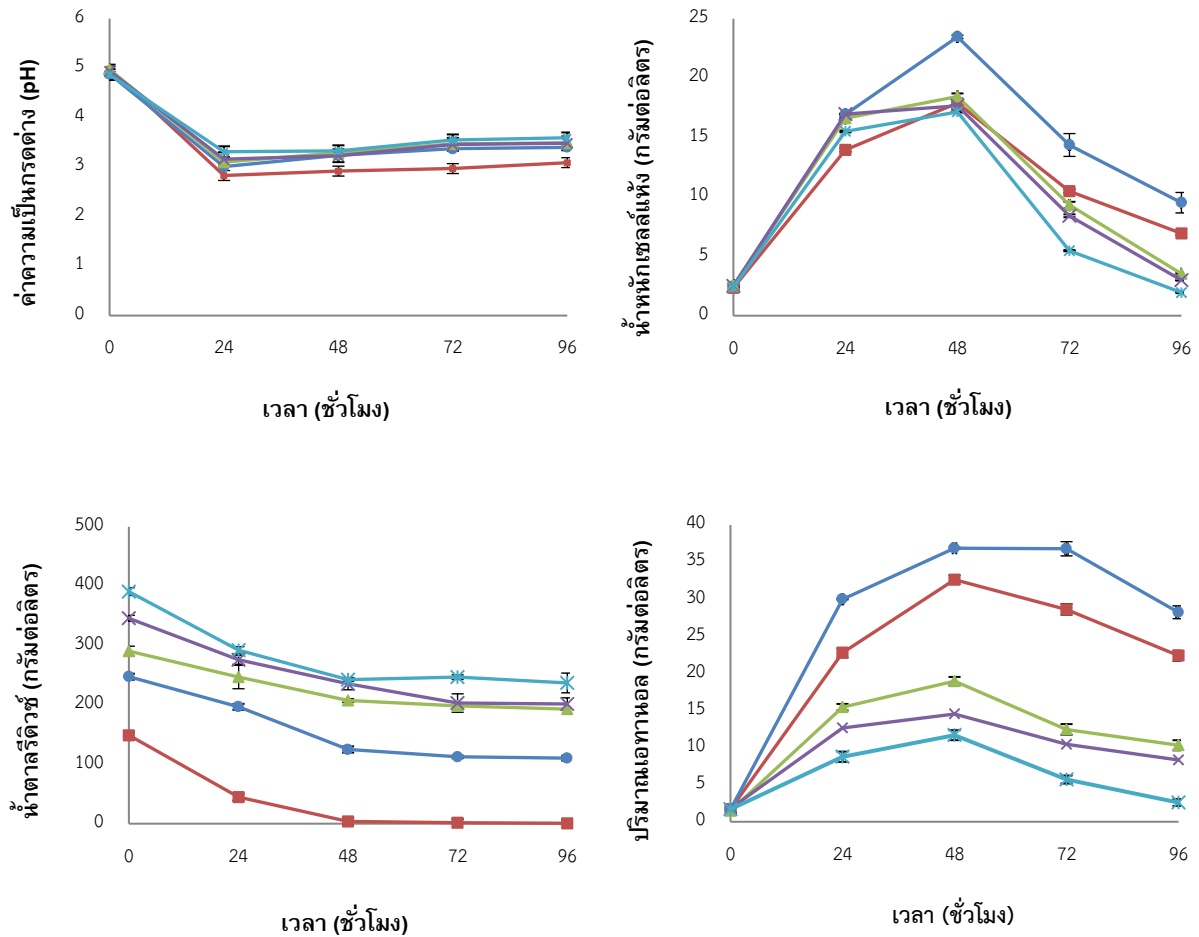 ค่าความเป็นกรดด่าง (pH)
6
5
4
3
2
1
0
0 24 48 72 96
เวลา (ชั่วโมง)
น้ำหนักเซลล์แห้ง (กรัมต่อลิตร)
25
20
15
10
5
0
0 24 48 72 96
เวลา (ชั่วโมง)
น้ำตาลรีดิวซ์ (กรัมต่อลิตร)
500
400
300
200
100
0
0 24 48 72 96
เวลา (ชั่วโมง)
ปริมาณเอทานอล (กรัมต่อลิตร)
40
35
30
25
20
15
10
5
0
0 24 48 72 96
เวลา (ชั่วโมง)